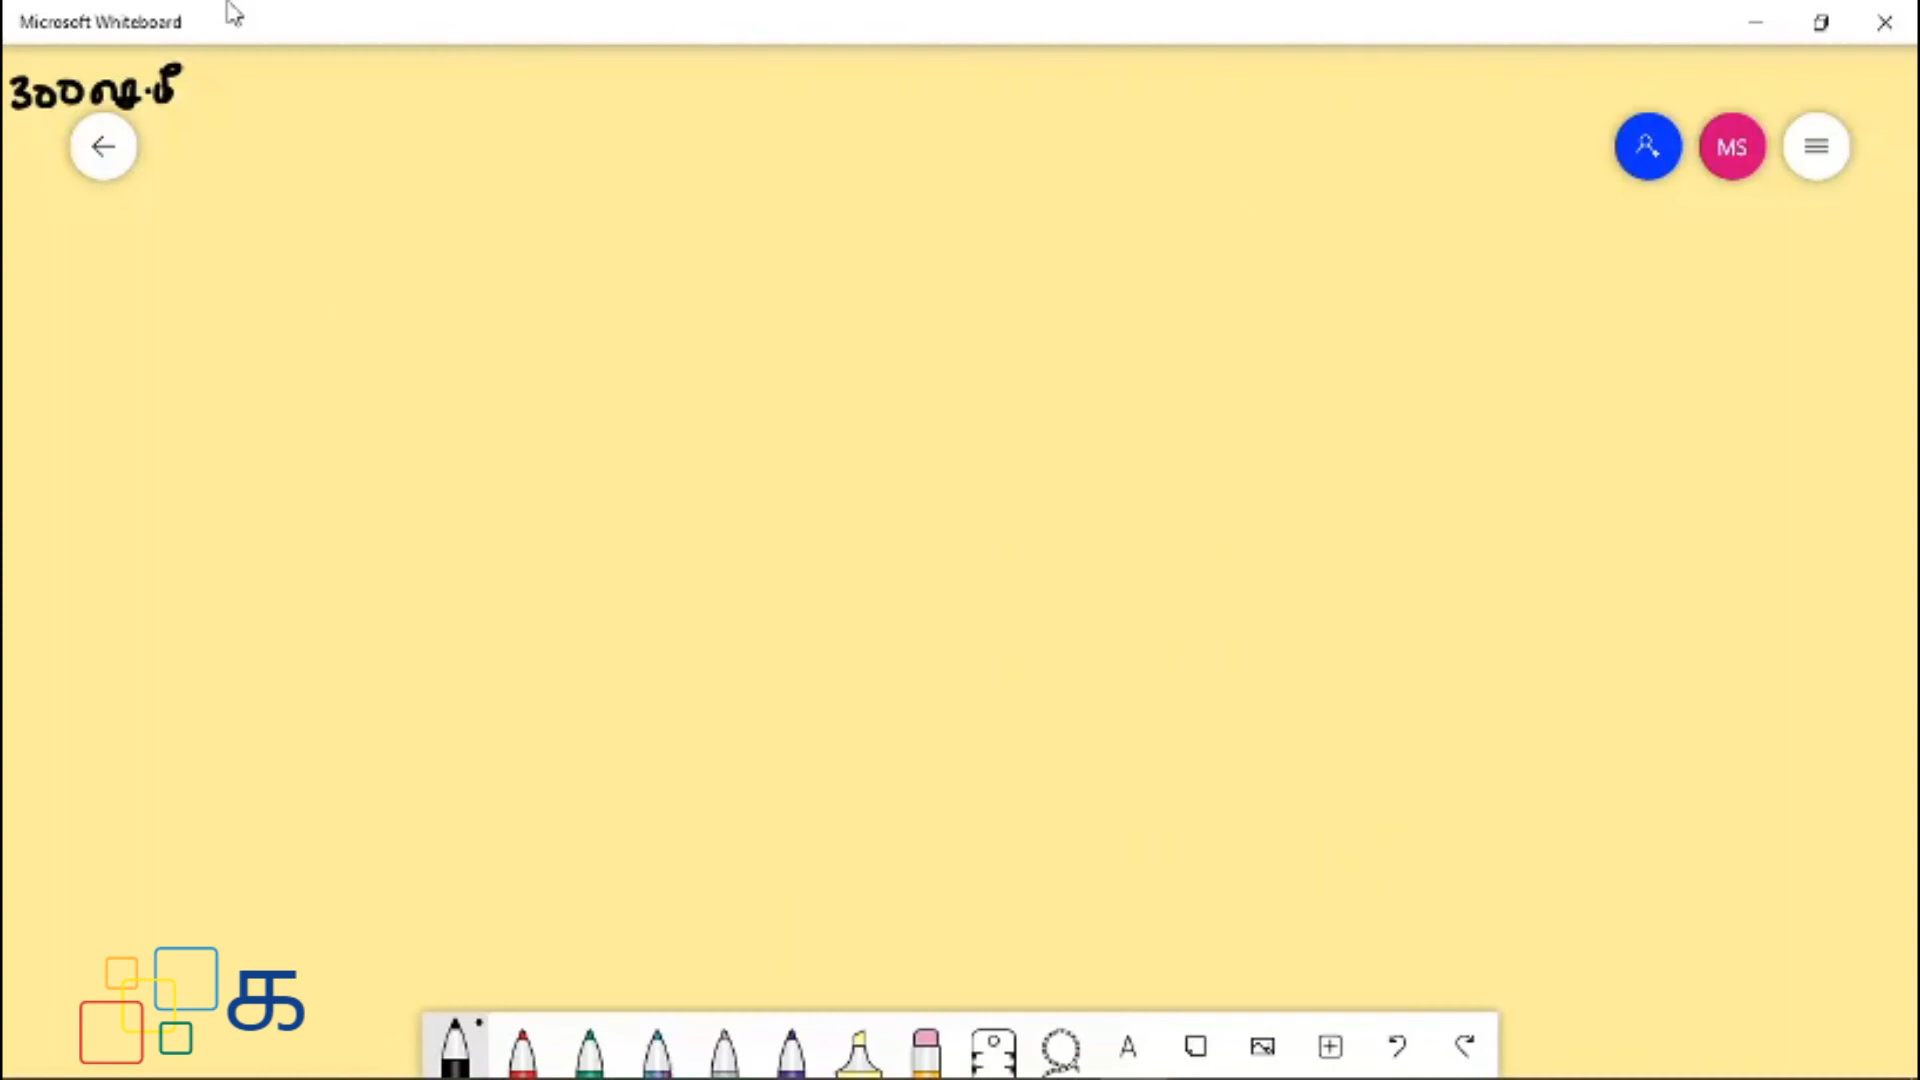 Microsoft Whiteboard
300 கு.மீ
MS
A
க